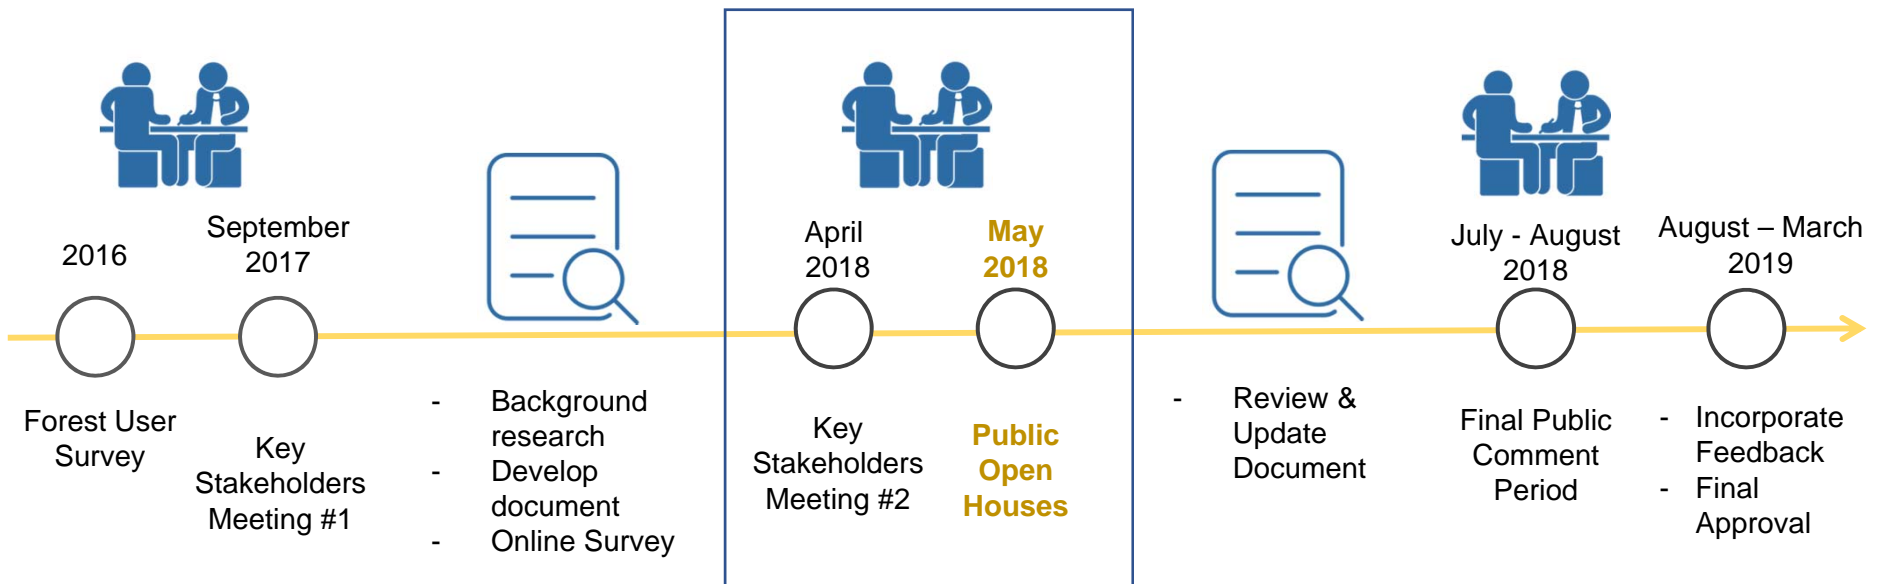 2016
Forest User
Survey
September
2017
Key
Stakeholders
Meeting #1
- Background
research
- Develop
document
- Online Survey
April
2018
Key
Stakeholders
Meeting #2
May
2018
Public
Open
Houses
- Review &
Update
Document
July - August
2018
Final Public
Comment
Period
August – March
2019
- Incorporate
Feedback
- Final
Approval